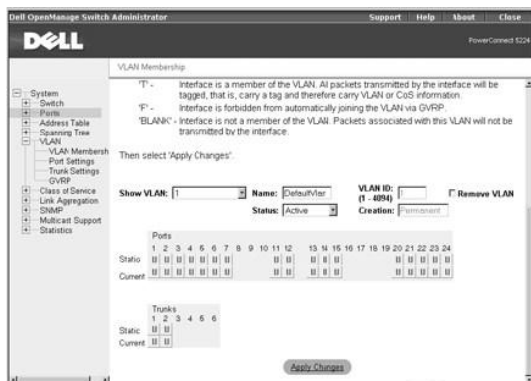 Dell OpenManage Switch Administrator Support Help About Close
DELL
PowerConnect 5224
VLAN Membership
System
Switch
Ports
Address Table
Spanning Tree
VLAN
VLAN Membersh
Port Settings
Trunk Settings
GVRP
Class of Service
Link Aggregation
SNMP
Multicast Support
Statistics
'T' - Interface is a member of the VLAN. All packets transmitted by the interface will be
tagged, that is, carry a tag and therefore carry VLAN or CoS information.
'F' - Interface is forbidden from automatically joining the VLAN via GVRP.
'BLANK' - Interface is not a member of the VLAN. Packets associated with this VLAN will not be
transmitted by the interface.
Then select 'Apply Changes'.
Show VLAN: 1 Name: DefaultVlan VLAN ID: 1 Remove VLAN
(1 - 4094)
Status: Active Creation: Permanent
Ports
1 2 3 4 5 6 7 8 9 10 11 12 13 14 15 16 17 18 19 20 21 22 23 24
Static U U U U U U U U U U U U U U U U U
Current U U U U U U U U U U U U U U U U U
Trunks
1 2 3 4 5 6
Static U U
Current U U
Apply Changes